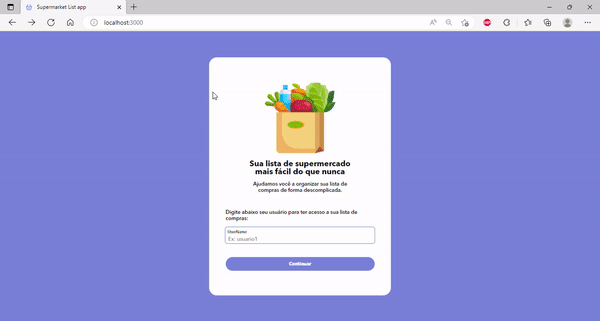 Supermarket List app
localhost:3000
Sua lista de supermercado
mais fácil do que nunca
Ajudamos você a organizar sua lista de
compras de forma descomplicada.
Digite abaixo seu usuário para ter acesso a sua lista de
compras:
UserName
Ex: usuario1
Continuar